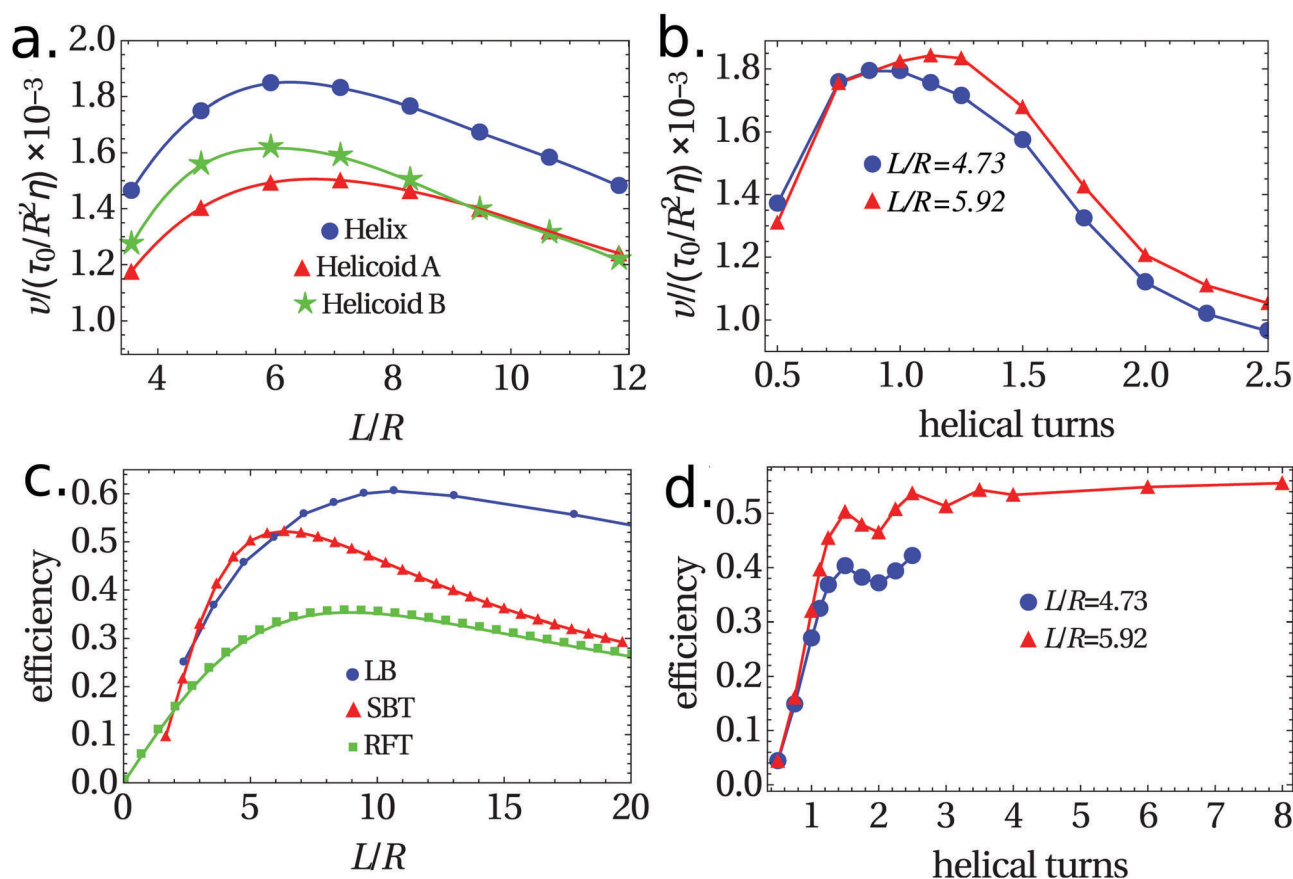 a.
υ/(τ₀/R²η) ×10⁻³
2.0
1.8
1.6
1.4
1.2
1.0
Helix
Helicoid A
Helicoid B
4 6 8 10 12
L/R
b.
υ//(τ₀/R²η) ×10⁻³
1.8
1.6
1.4
1.2
1.0
L/R=4.73
L/R=5.92
0.5 1.0 1.5 2.0 2.5
helical turns
c.
efficiency
0.6
0.5
0.4
0.3
0.2
0.1
0.0
LB
SBT
RFT
0 5 10 15 20
L/R
d.
efficiency
0.5
0.4
0.3
0.2
0.1
0.0
L/R=4.73
L/R=5.92
1 2 3 4 5 6 7 8
helical turns